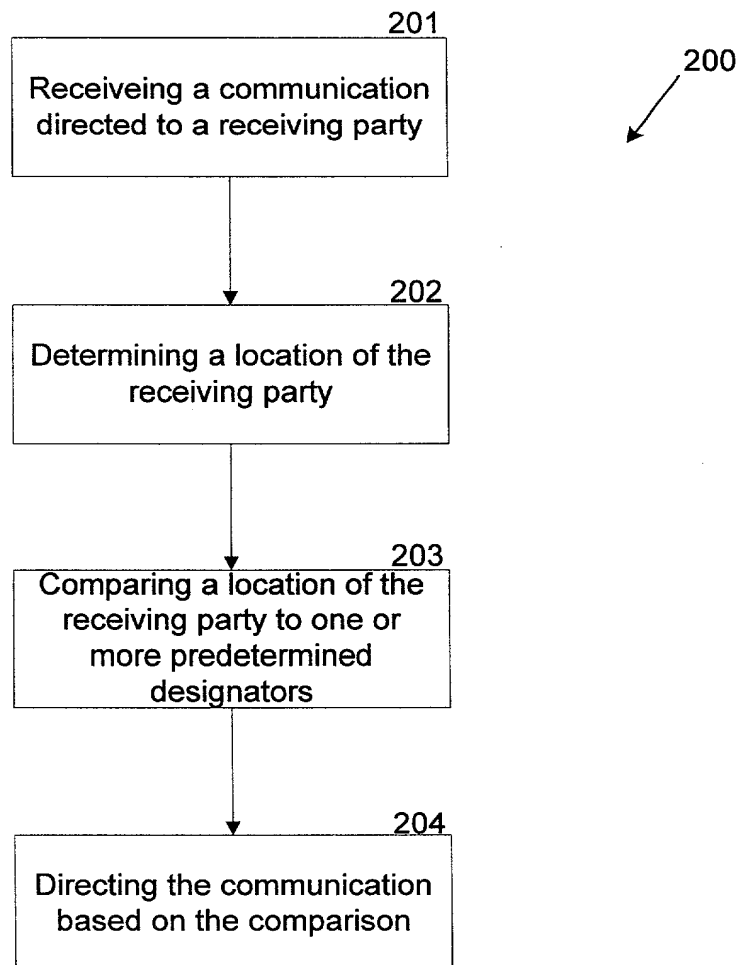 201
200
Receiveing a communication
directed to a receiving party
202
Determining a location of the
receiving party
203
Comparing a location of the
receiving party to one or
more predetermined
designators
204
Directing the communication
based on the comparison